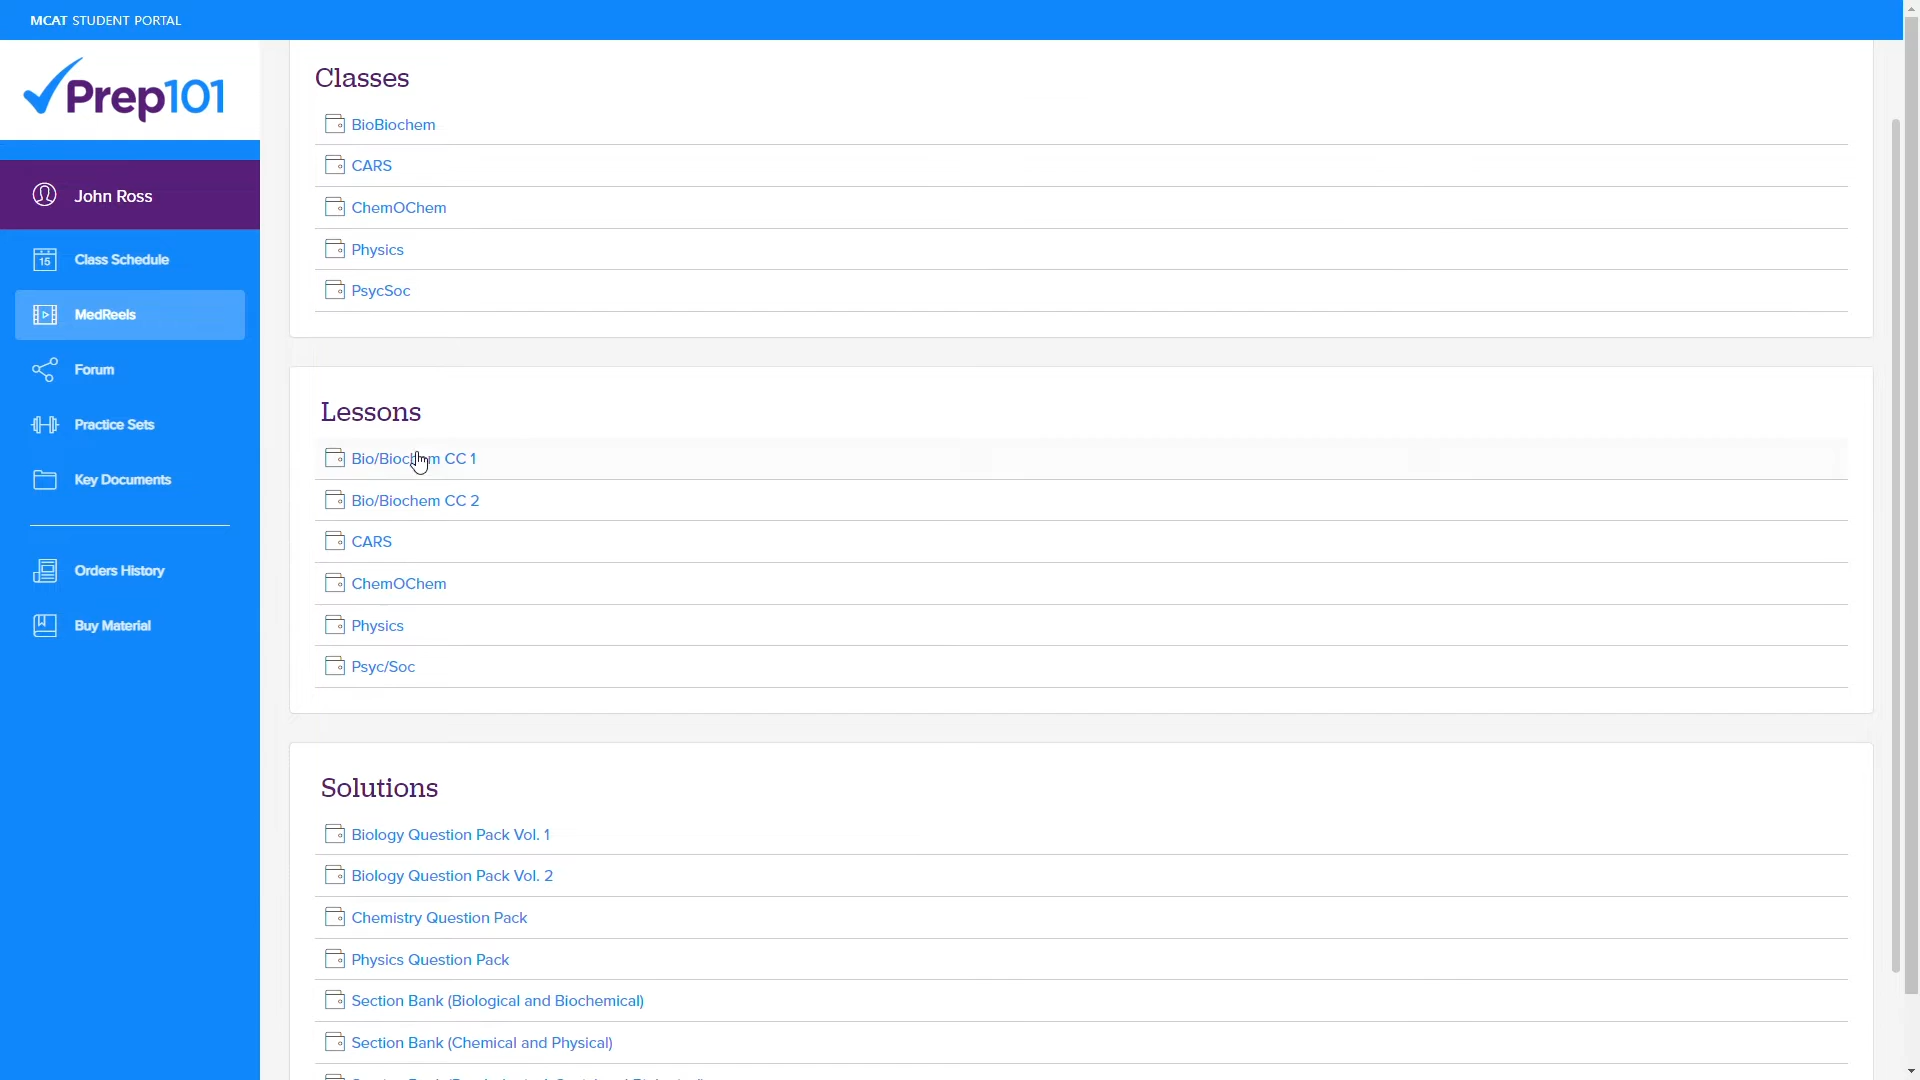 MCAT STUDENT PORTAL
Prep101
John Ross
15
Class Schedule
MedReels
Forum
Practice Sets
Key Documents
Orders History
Buy Material
Classes
BioBiochem
CARS
ChemOChem
Physics
PsycSoc
Lessons
Bio/Biochem CC 1
Bio/Biochem CC 2
CARS
ChemOChem
Physics
Psyc/Soc
Solutions
Biology Question Pack Vol. 1
Biology Question Pack Vol. 2
Chemistry Question Pack
Physics Question Pack
Section Bank (Biological and Biochemical)
Section Bank (Chemical and Physical)